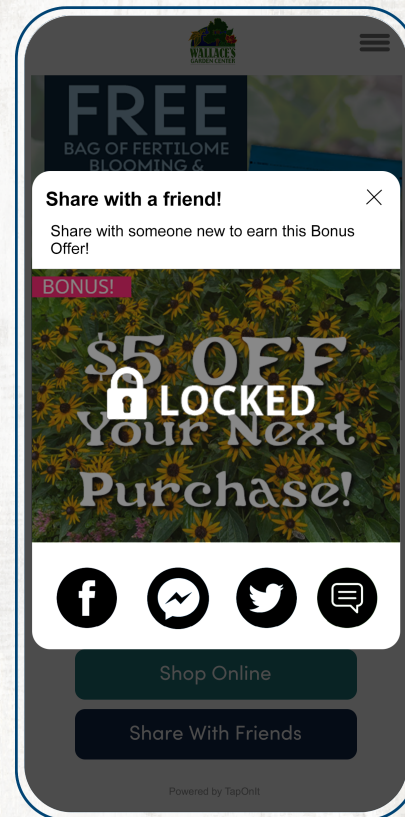 WALLACE'S
GARDEN CENTER
FREE
BAG OF FERTILOME
BLOOMING &
Share with a friend!
Share with someone new to earn this Bonus
Offer!
BONUS!
$5 OFF
LOCKED
Your Next
Purchase!
Shop Online
Share With Friends
Powered by TapOnIt